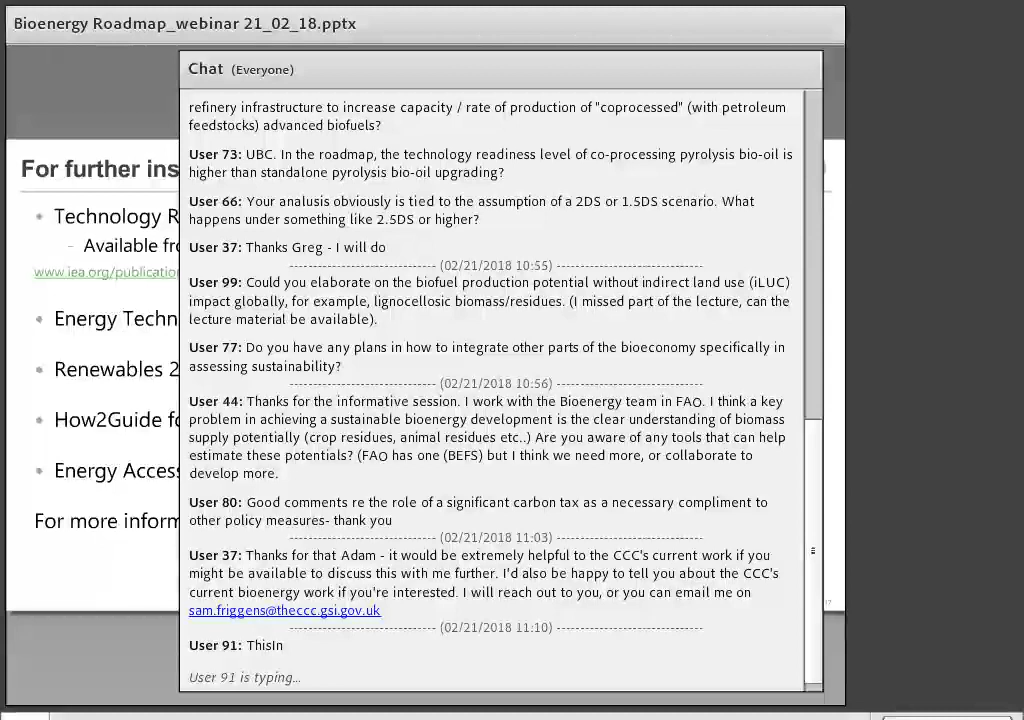 Bioenergy Roadmap_webinar 21_02_18.pptx
Chat (Everyone)
refinery infrastructure to increase capacity / rate of production of "coprocessed" (with petroleum
feedstocks) advanced biofuels?
User 73: UBC. In the roadmap, the technology readiness level of co-processing pyrolysis bio-oil is
higher than standalone pyrolysis bio-oil upgrading?
User 66: Your analusis obviously is tied to the assumption of a 2DS or 1.5DS scenario. What
happens under something like 2.5DS or higher?
User 37: Thanks Greg - I will do
-------------------------------- (02/21/2018 10:55) --------------------------------
User 99: Could you elaborate on the biofuel production potential without indirect land use (iLUC)
impact globally, for example, lignocellosic biomass/residues. (I missed part of the lecture, can the
lecture material be available).
User 77: Do you have any plans in how to integrate other parts of the bioeconomy specifically in
assessing sustainability?
-------------------------------- (02/21/2018 10:56) --------------------------------
User 44: Thanks for the informative session. I work with the Bioenergy team in FAO. I think a key
problem in achieving a sustainable bioenergy development is the clear understanding of biomass
supply potentially (crop residues, animal residues etc..) Are you aware of any tools that can help
estimate these potentials? (FAO has one (BEFS) but I think we need more, or collaborate to
develop more.
User 80: Good comments re the role of a significant carbon tax as a necessary compliment to
other policy measures- thank you
-------------------------------- (02/21/2018 11:03) --------------------------------
User 37: Thanks for that Adam - it would be extremely helpful to the CCC's current work if you
might be available to discuss this with me further. I'd also be happy to tell you about the CCC's
current bioenergy work if you're interested. I will reach out to you, or you can email me on
sam.friggens@theccc.gsi.gov.uk
-------------------------------- (02/21/2018 11:10) --------------------------------
User 91: ThisIn
User 91 is typing...
For further ins
• Technology R
– Available fro
www.iea.org/publication
• Energy Techn
• Renewables 2
• How2Guide fo
• Energy Access
For more inform
17